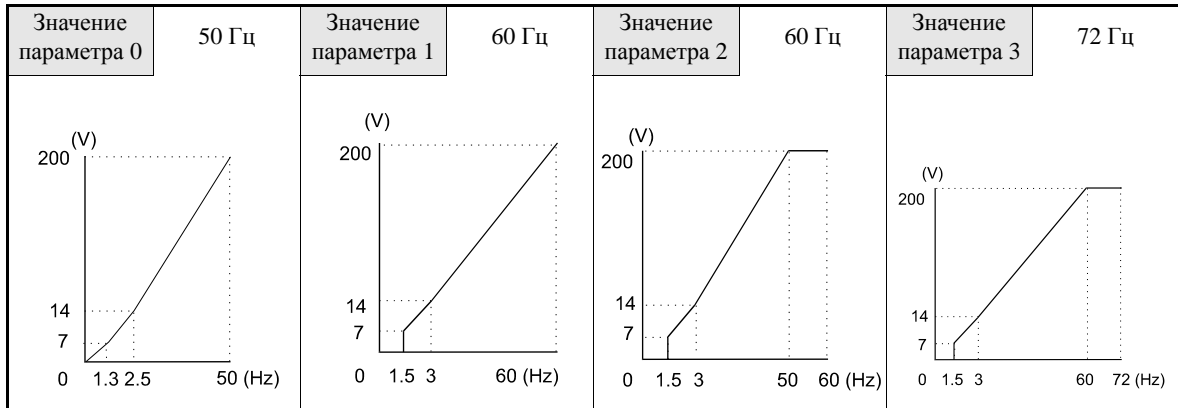 Значение
параметра 0
50 Гц
(V)
200
14
7
0 1.3 2.5 50 (Hz)
Значение
параметра 1
60 Гц
(V)
200
14
7
0 1.5 3 60 (Hz)
Значение
параметра 2
60 Гц
(V)
200
14
7
0 1.5 3 50 60 (Hz)
Значение
параметра 3
72 Гц
(V)
200
14
7
0 1.5 3 60 72 (Hz)